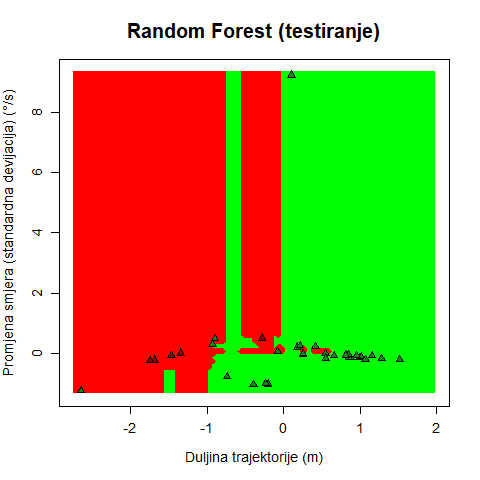 Random Forest (testiranje)
Promjena smjera (standardna devijacija) (°/s)
8
6
4
2
0
-2 -1 0 1 2
Duljina trajektorije (m)